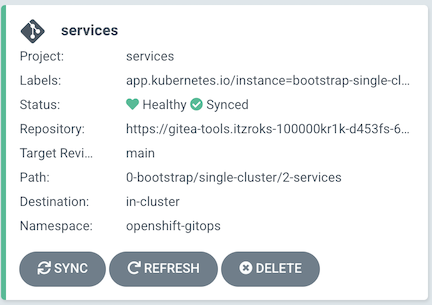 services
Project: services
Labels: app.kubernetes.io/instance=bootstrap-single-cl...
Status: Healthy Synced
Repository: https://gitea-tools.itzroks-100000kr1k-d453fs-6...
Target Revi... main
Path: 0-bootstrap/single-cluster/2-services
Destination: in-cluster
Namespace: openshift-gitops
SYNC REFRESH DELETE